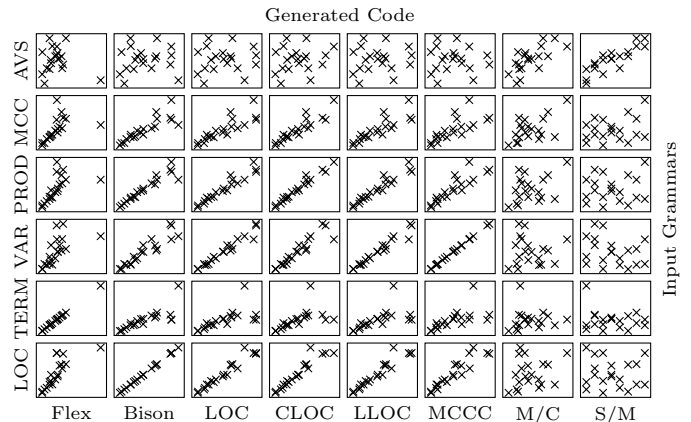 Generated Code
AVS
MCC
PROD
VAR
TERM
LOC
Input Grammars
Flex Bison LOC CLOC LLOC MCCC M/C S/M